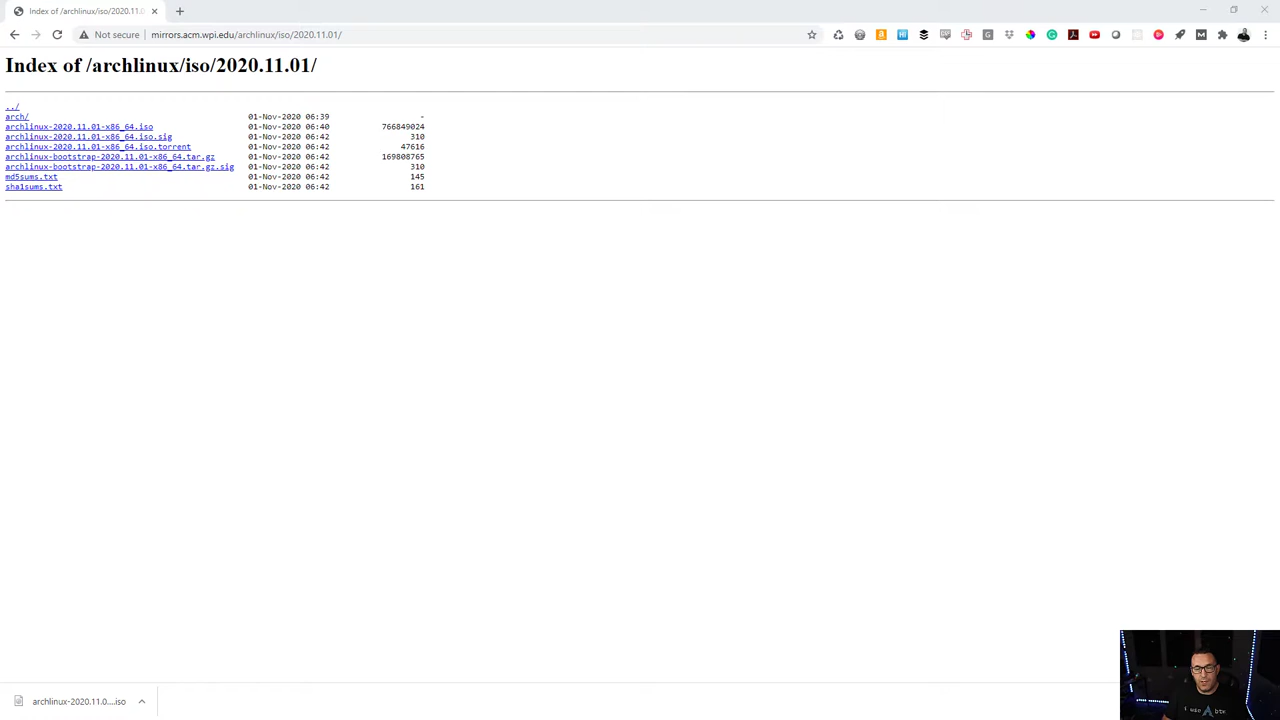 Index of /archlinux/iso/2020.11.0
Not secure mirrors.acm.wpi.edu/archlinux/iso/2020.11.01/
Index of /archlinux/iso/2020.11.01/
../
arch/ 01-Nov-2020 06:39 -
archlinux-2020.11.01-x86_64.iso 01-Nov-2020 06:40 766849024
archlinux-2020.11.01-x86_64.iso.sig 01-Nov-2020 06:42 310
archlinux-2020.11.01-x86_64.iso.torrent 01-Nov-2020 06:42 47616
archlinux-bootstrap-2020.11.01-x86_64.tar.gz 01-Nov-2020 06:42 169808765
archlinux-bootstrap-2020.11.01-x86_64.tar.gz.sig 01-Nov-2020 06:42 310
md5sums.txt 01-Nov-2020 06:42 145
sha1sums.txt 01-Nov-2020 06:42 161
archlinux-2020.11.0....iso
i use btw